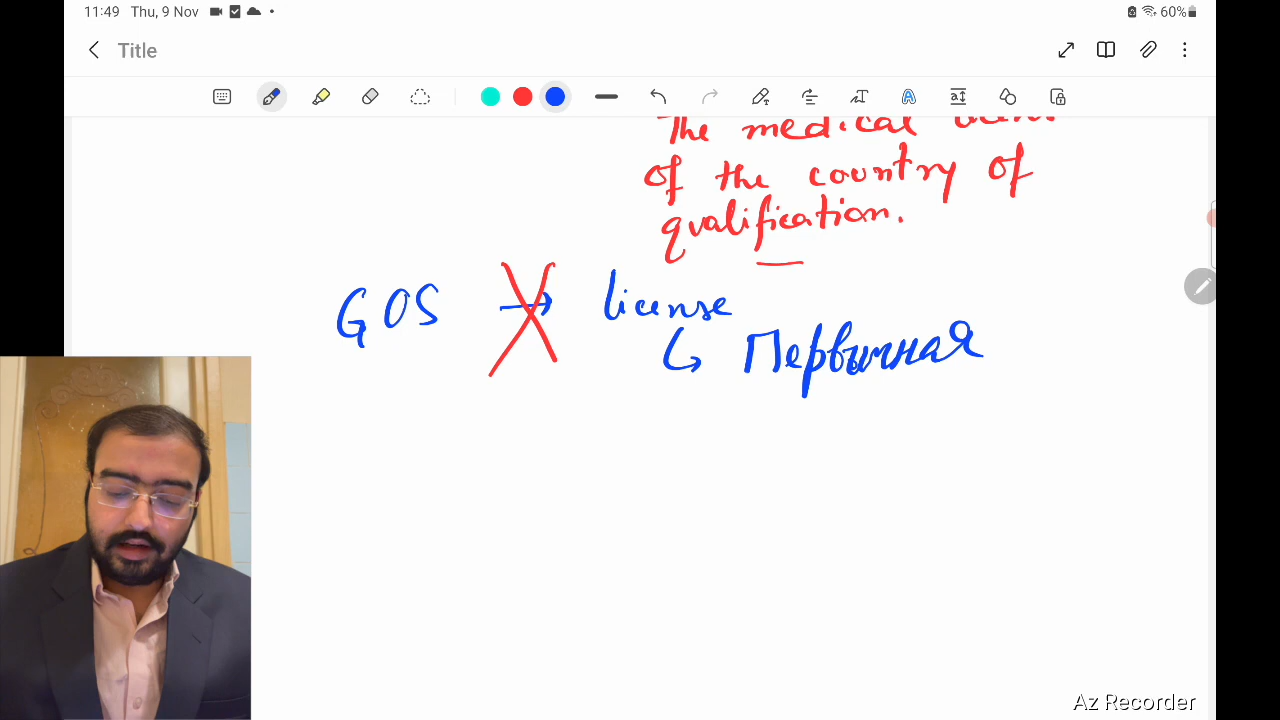 11:49 Thu, 9 Nov
60%
Title
The medical
of the country of
qualification.
GOS → license
↳ Первичная
Az Recorder